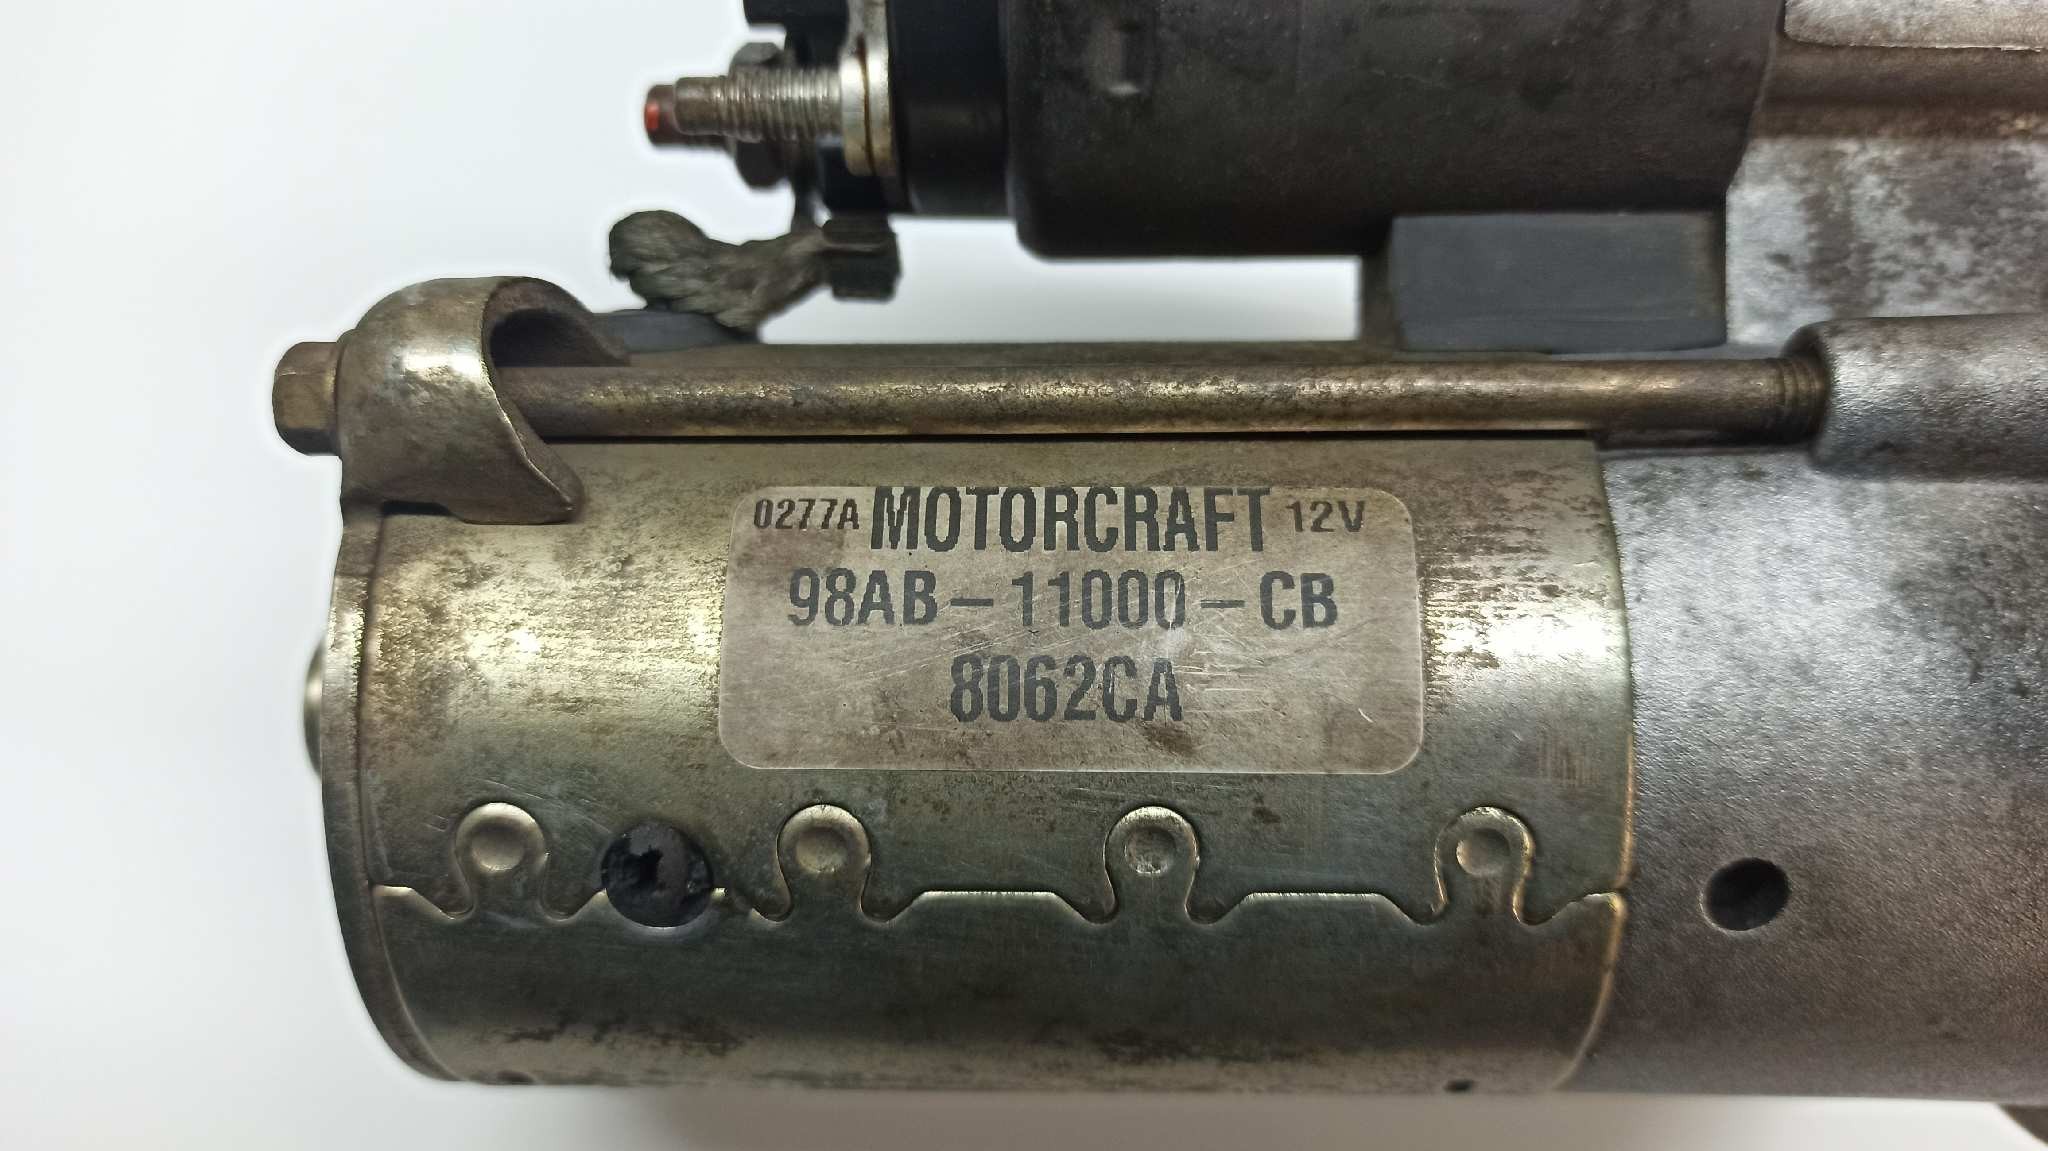 0277A MOTORCRAFT 12V
98AB-11000-CB
8062CA